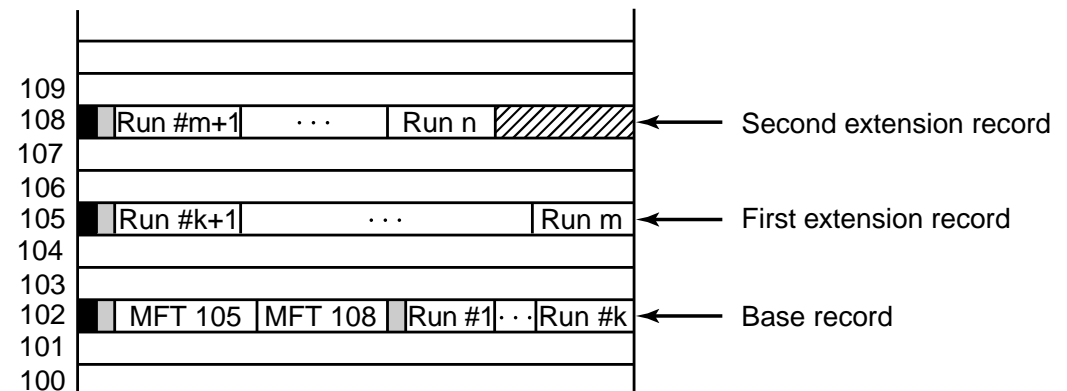 109
108 Run #m+1 · · · Run n Second extension record
107
106
105 Run #k+1 · · · Run m First extension record
104
103
102 MFT 105 MFT 108 Run #1 · · · Run #k Base record
101
100